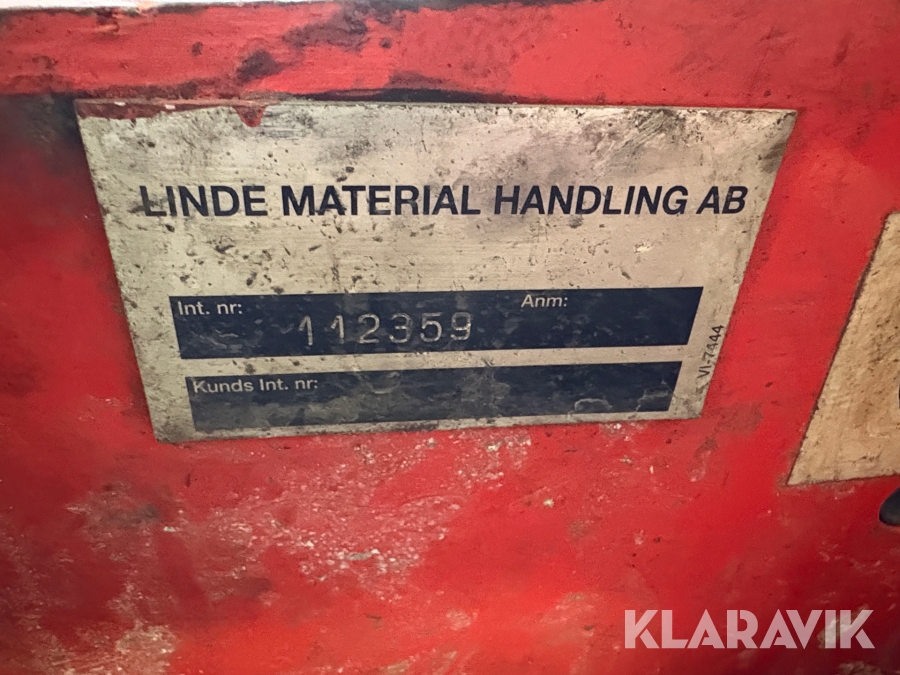 LINDE MATERIAL HANDLING AB
Int. nr: Anm:
112359
Kunds Int. nr:
VI-7444
KLARAVIK